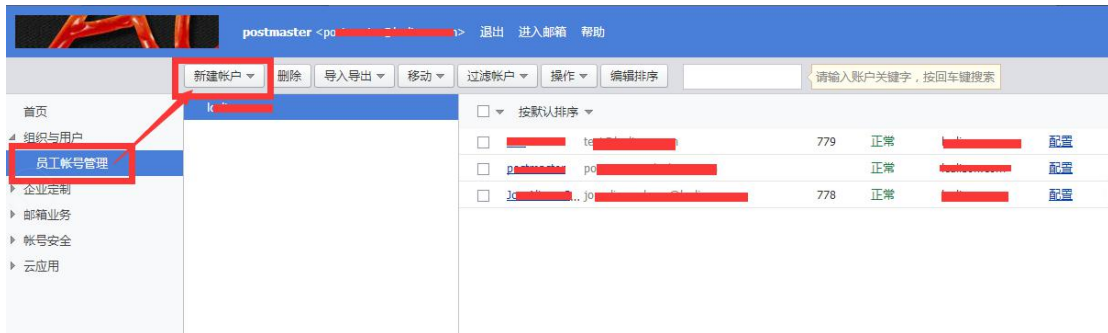 postmaster 退出 进入邮箱 帮助
新建帐户 删除 导入导出 移动 过滤帐户 操作 编辑排序 请输入账户关键字，按回车键搜索
首页
组织与用户
员工帐号管理
企业定制
邮箱业务
帐号安全
云应用
按默认排序
779 正常 配置
正常 配置
778 正常 配置